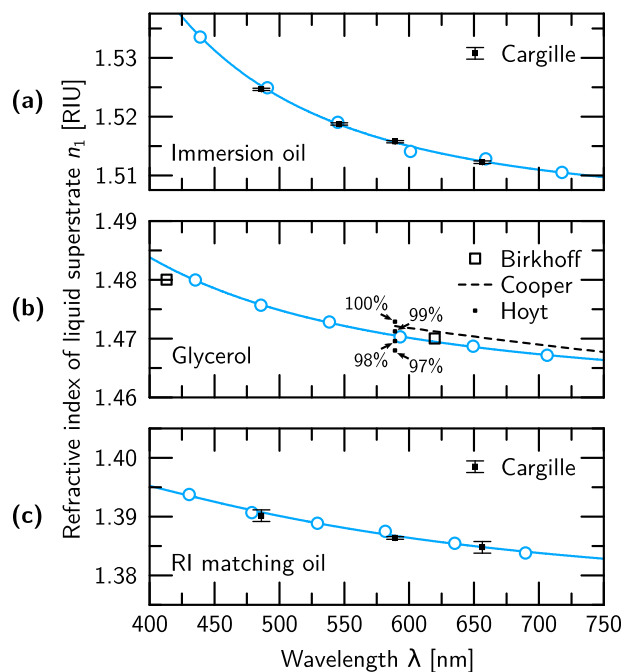 Refractive index of liquid superstrate n₁ [RIU]
(a)
1.53
1.52
1.51
Cargille
Immersion oil
(b)
1.49
1.48
1.47
1.46
Birkhoff
Cooper
Hoyt
100%
99%
98%
97%
Glycerol
(c)
1.40
1.39
1.38
Cargille
RI matching oil
400 450 500 550 600 650 700 750
Wavelength λ [nm]